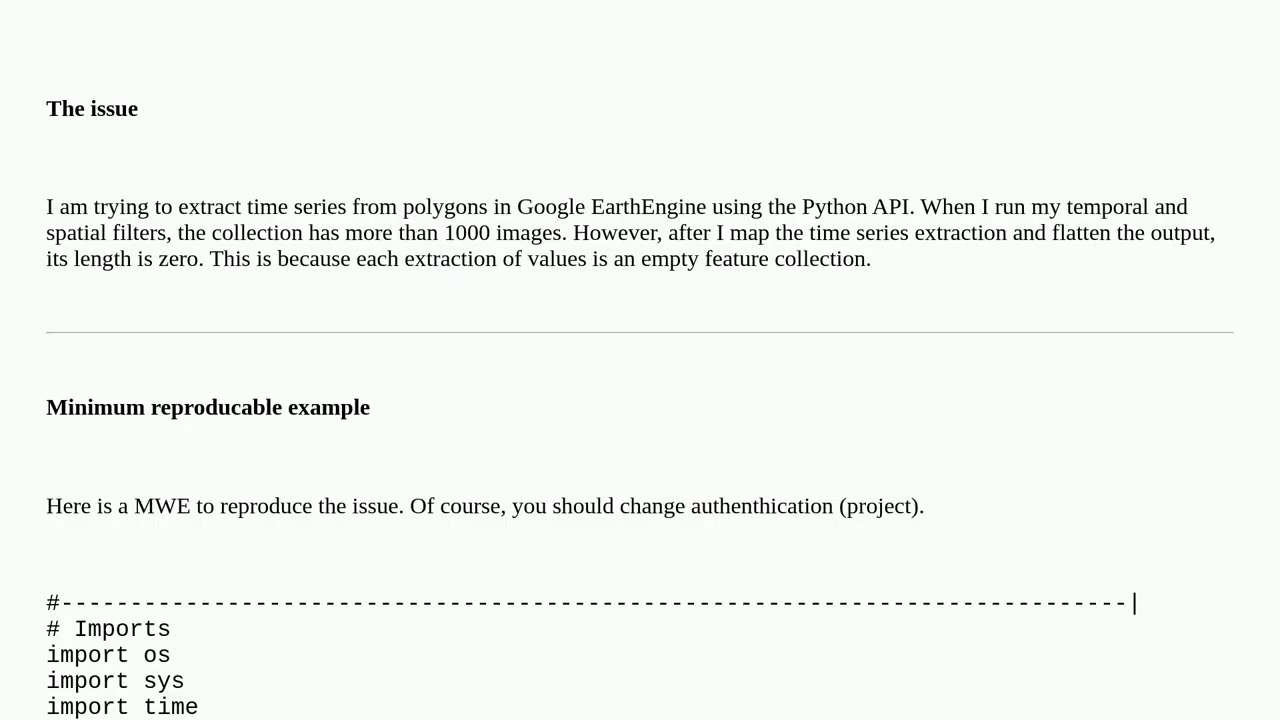 The issue
I am trying to extract time series from polygons in Google EarthEngine using the Python API. When I run my temporal and
spatial filters, the collection has more than 1000 images. However, after I map the time series extraction and flatten the output,
its length is zero. This is because each extraction of values is an empty feature collection.
Minimum reproducable example
Here is a MWE to reproduce the issue. Of course, you should change authenthication (project).
#-----------------------------------------------------------------------------|
# Imports
import os
import sys
import time